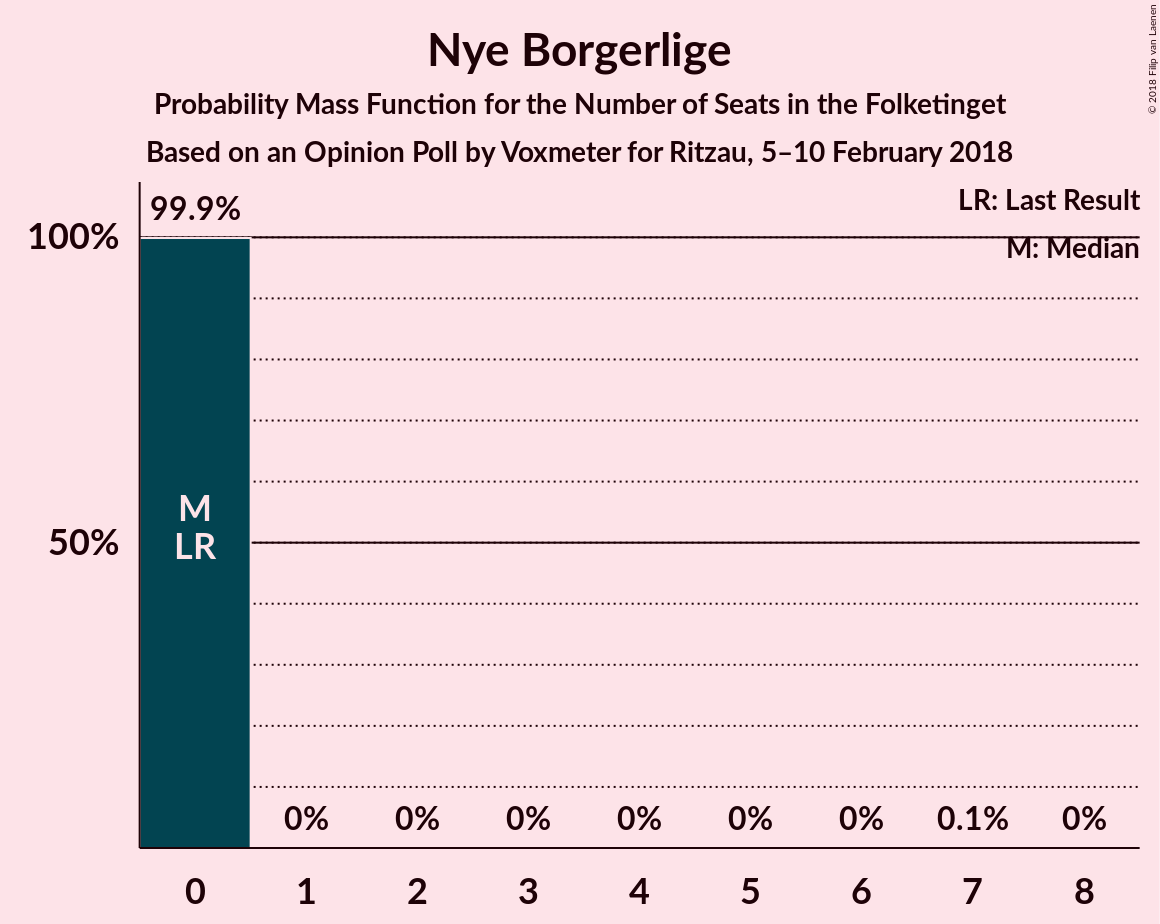 Nye Borgerlige
Probability Mass Function for the Number of Seats in the Folketinget
Based on an Opinion Poll by Voxmeter for Ritzau, 5–10 February 2018
© 2018 Filip van Laenen
LR: Last Result
M: Median
99.9%
100%
50%
M
LR
0% 0% 0% 0% 0% 0% 0.1% 0%
0 1 2 3 4 5 6 7 8